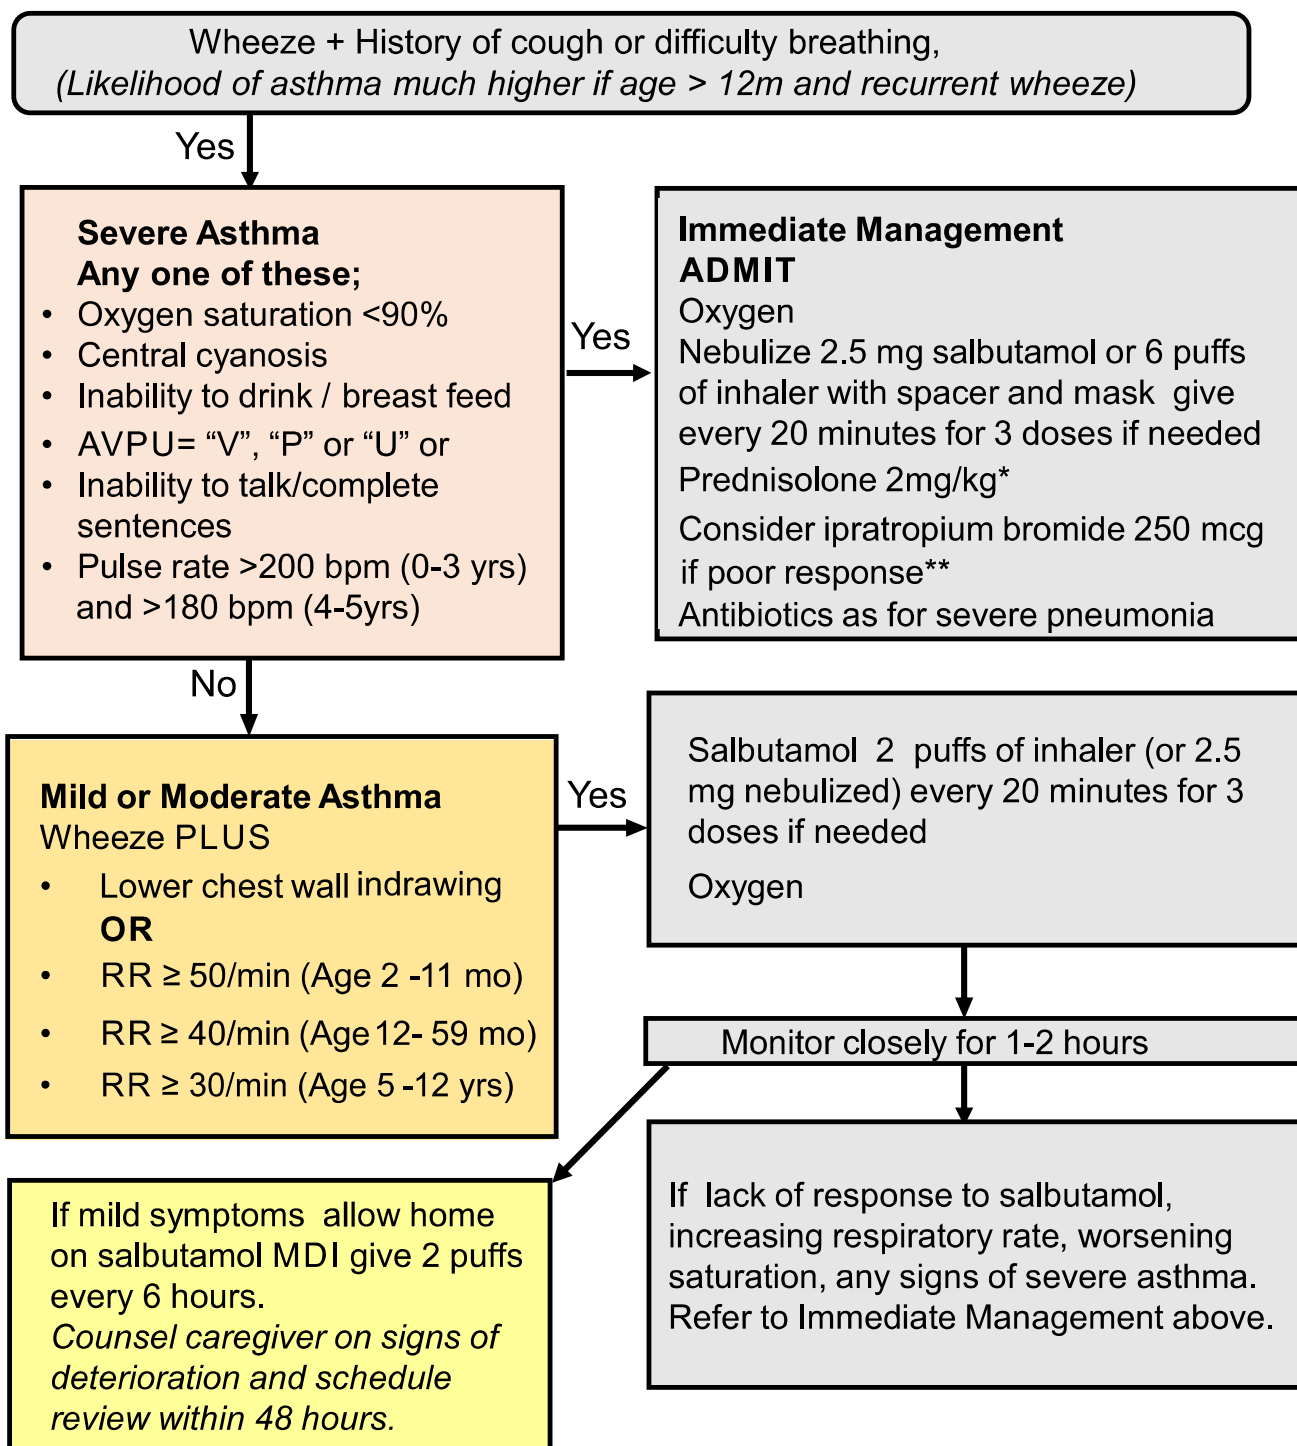 Wheeze + History of cough or difficulty breathing,
(Likelihood of asthma much higher if age > 12m and recurrent wheeze)
Yes
Severe Asthma
Any one of these;
• Oxygen saturation <90%
• Central cyanosis
• Inability to drink / breast feed
• AVPU= “V”, “P” or “U” or
• Inability to talk/complete
sentences
• Pulse rate >200 bpm (0-3 yrs)
and >180 bpm (4-5yrs)
Yes
Immediate Management
ADMIT
Oxygen
Nebulize 2.5 mg salbutamol or 6 puffs
of inhaler with spacer and mask give
every 20 minutes for 3 doses if needed
Prednisolone 2mg/kg*
Consider ipratropium bromide 250 mcg
if poor response**
Antibiotics as for severe pneumonia
No
Mild or Moderate Asthma
Wheeze PLUS
• Lower chest wall indrawing
OR
• RR ≥ 50/min (Age 2 -11 mo)
• RR ≥ 40/min (Age 12- 59 mo)
• RR ≥ 30/min (Age 5 -12 yrs)
Yes
Salbutamol 2 puffs of inhaler (or 2.5
mg nebulized) every 20 minutes for 3
doses if needed
Oxygen
Monitor closely for 1-2 hours
If mild symptoms allow home
on salbutamol MDI give 2 puffs
every 6 hours.
Counsel caregiver on signs of
deterioration and schedule
review within 48 hours.
If lack of response to salbutamol,
increasing respiratory rate, worsening
saturation, any signs of severe asthma.
Refer to Immediate Management above.